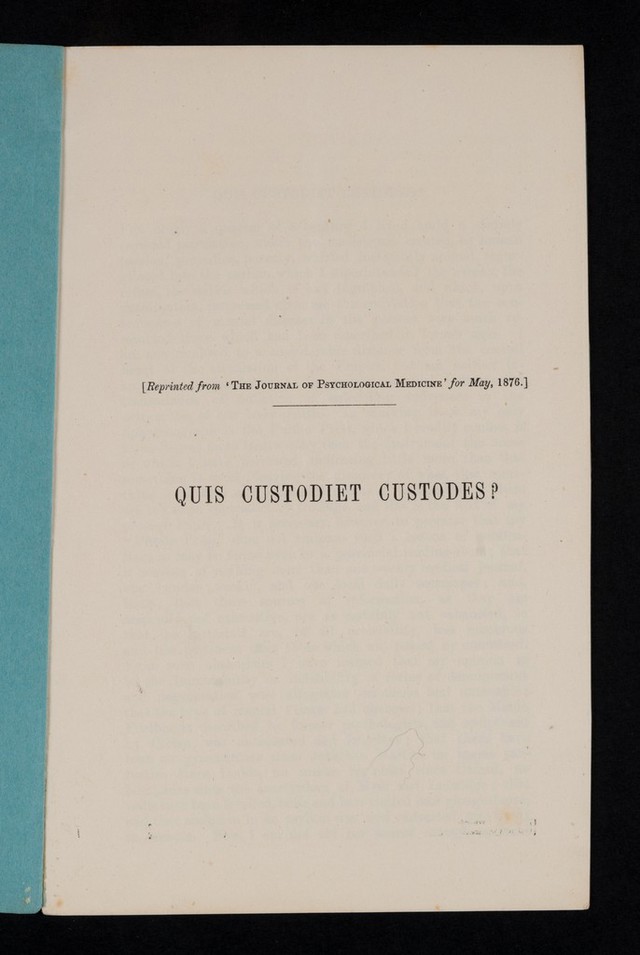 [Reprinted from ‘THE JOURNAL OF PSYCHOLOGICAL MEDICINE’ for May, 1876.]
QUIS CUSTODIET CUSTODES?